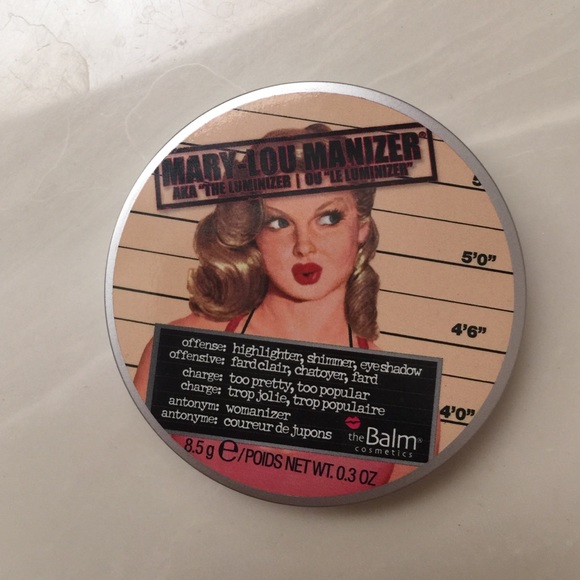 MARY-LOU MANIZER®
AKA "THE LUMINIZER | OU "LE LUMINIZER"
5'0"
4'6"
4'0"
offense: highlighter, shimmer, eyeshadow
offensive: fard clair, chatoyer, fard
charge: too pretty, too popular
charge: trop jolie, trop populaire
antonym: womanizer
antonyme: coureur de jupons
theBalm®
cosmetics
8.5 g ℮/POIDS NET WT. 0.3 OZ